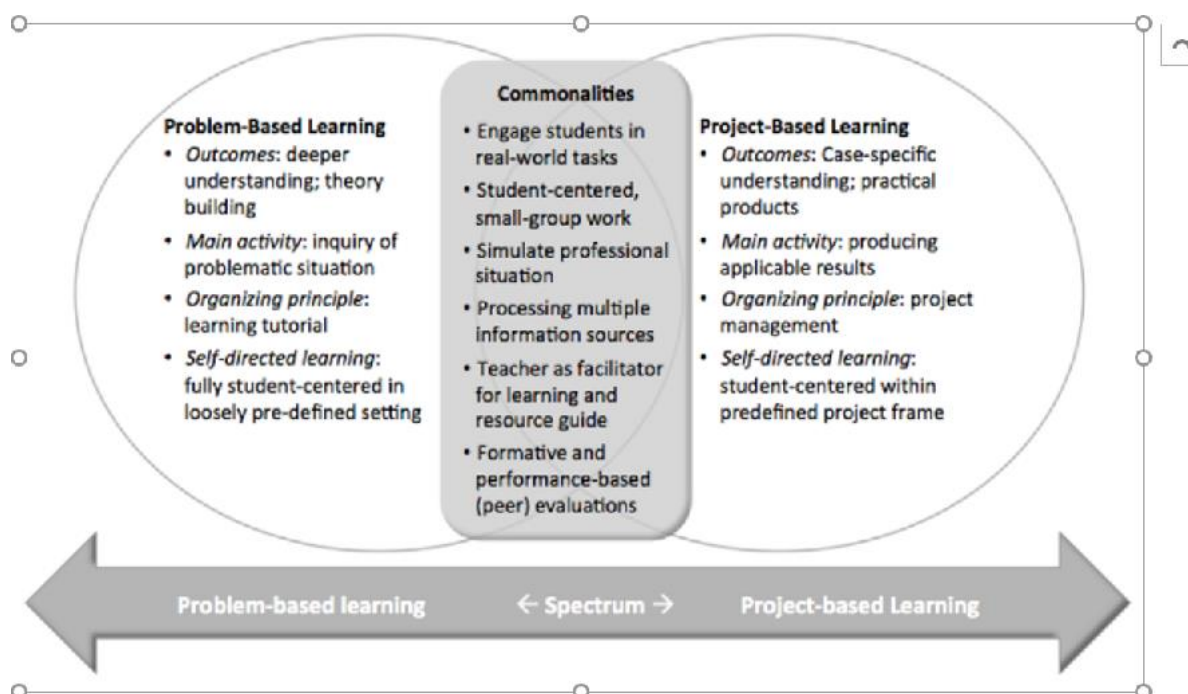 Problem-Based Learning
• Outcomes: deeper
understanding; theory
building
• Main activity: inquiry of
problematic situation
• Organizing principle:
learning tutorial
• Self-directed learning:
fully student-centered in
loosely pre-defined setting
Commonalities
• Engage students in
real-world tasks
• Student-centered,
small-group work
• Simulate professional
situation
• Processing multiple
information sources
• Teacher as facilitator
for learning and
resource guide
• Formative and
performance-based
(peer) evaluations
Project-Based Learning
• Outcomes: Case-specific
understanding; practical
products
• Main activity: producing
applicable results
• Organizing principle: project
management
• Self-directed learning:
student-centered within
predefined project frame
Problem-based learning ← Spectrum → Project-based Learning